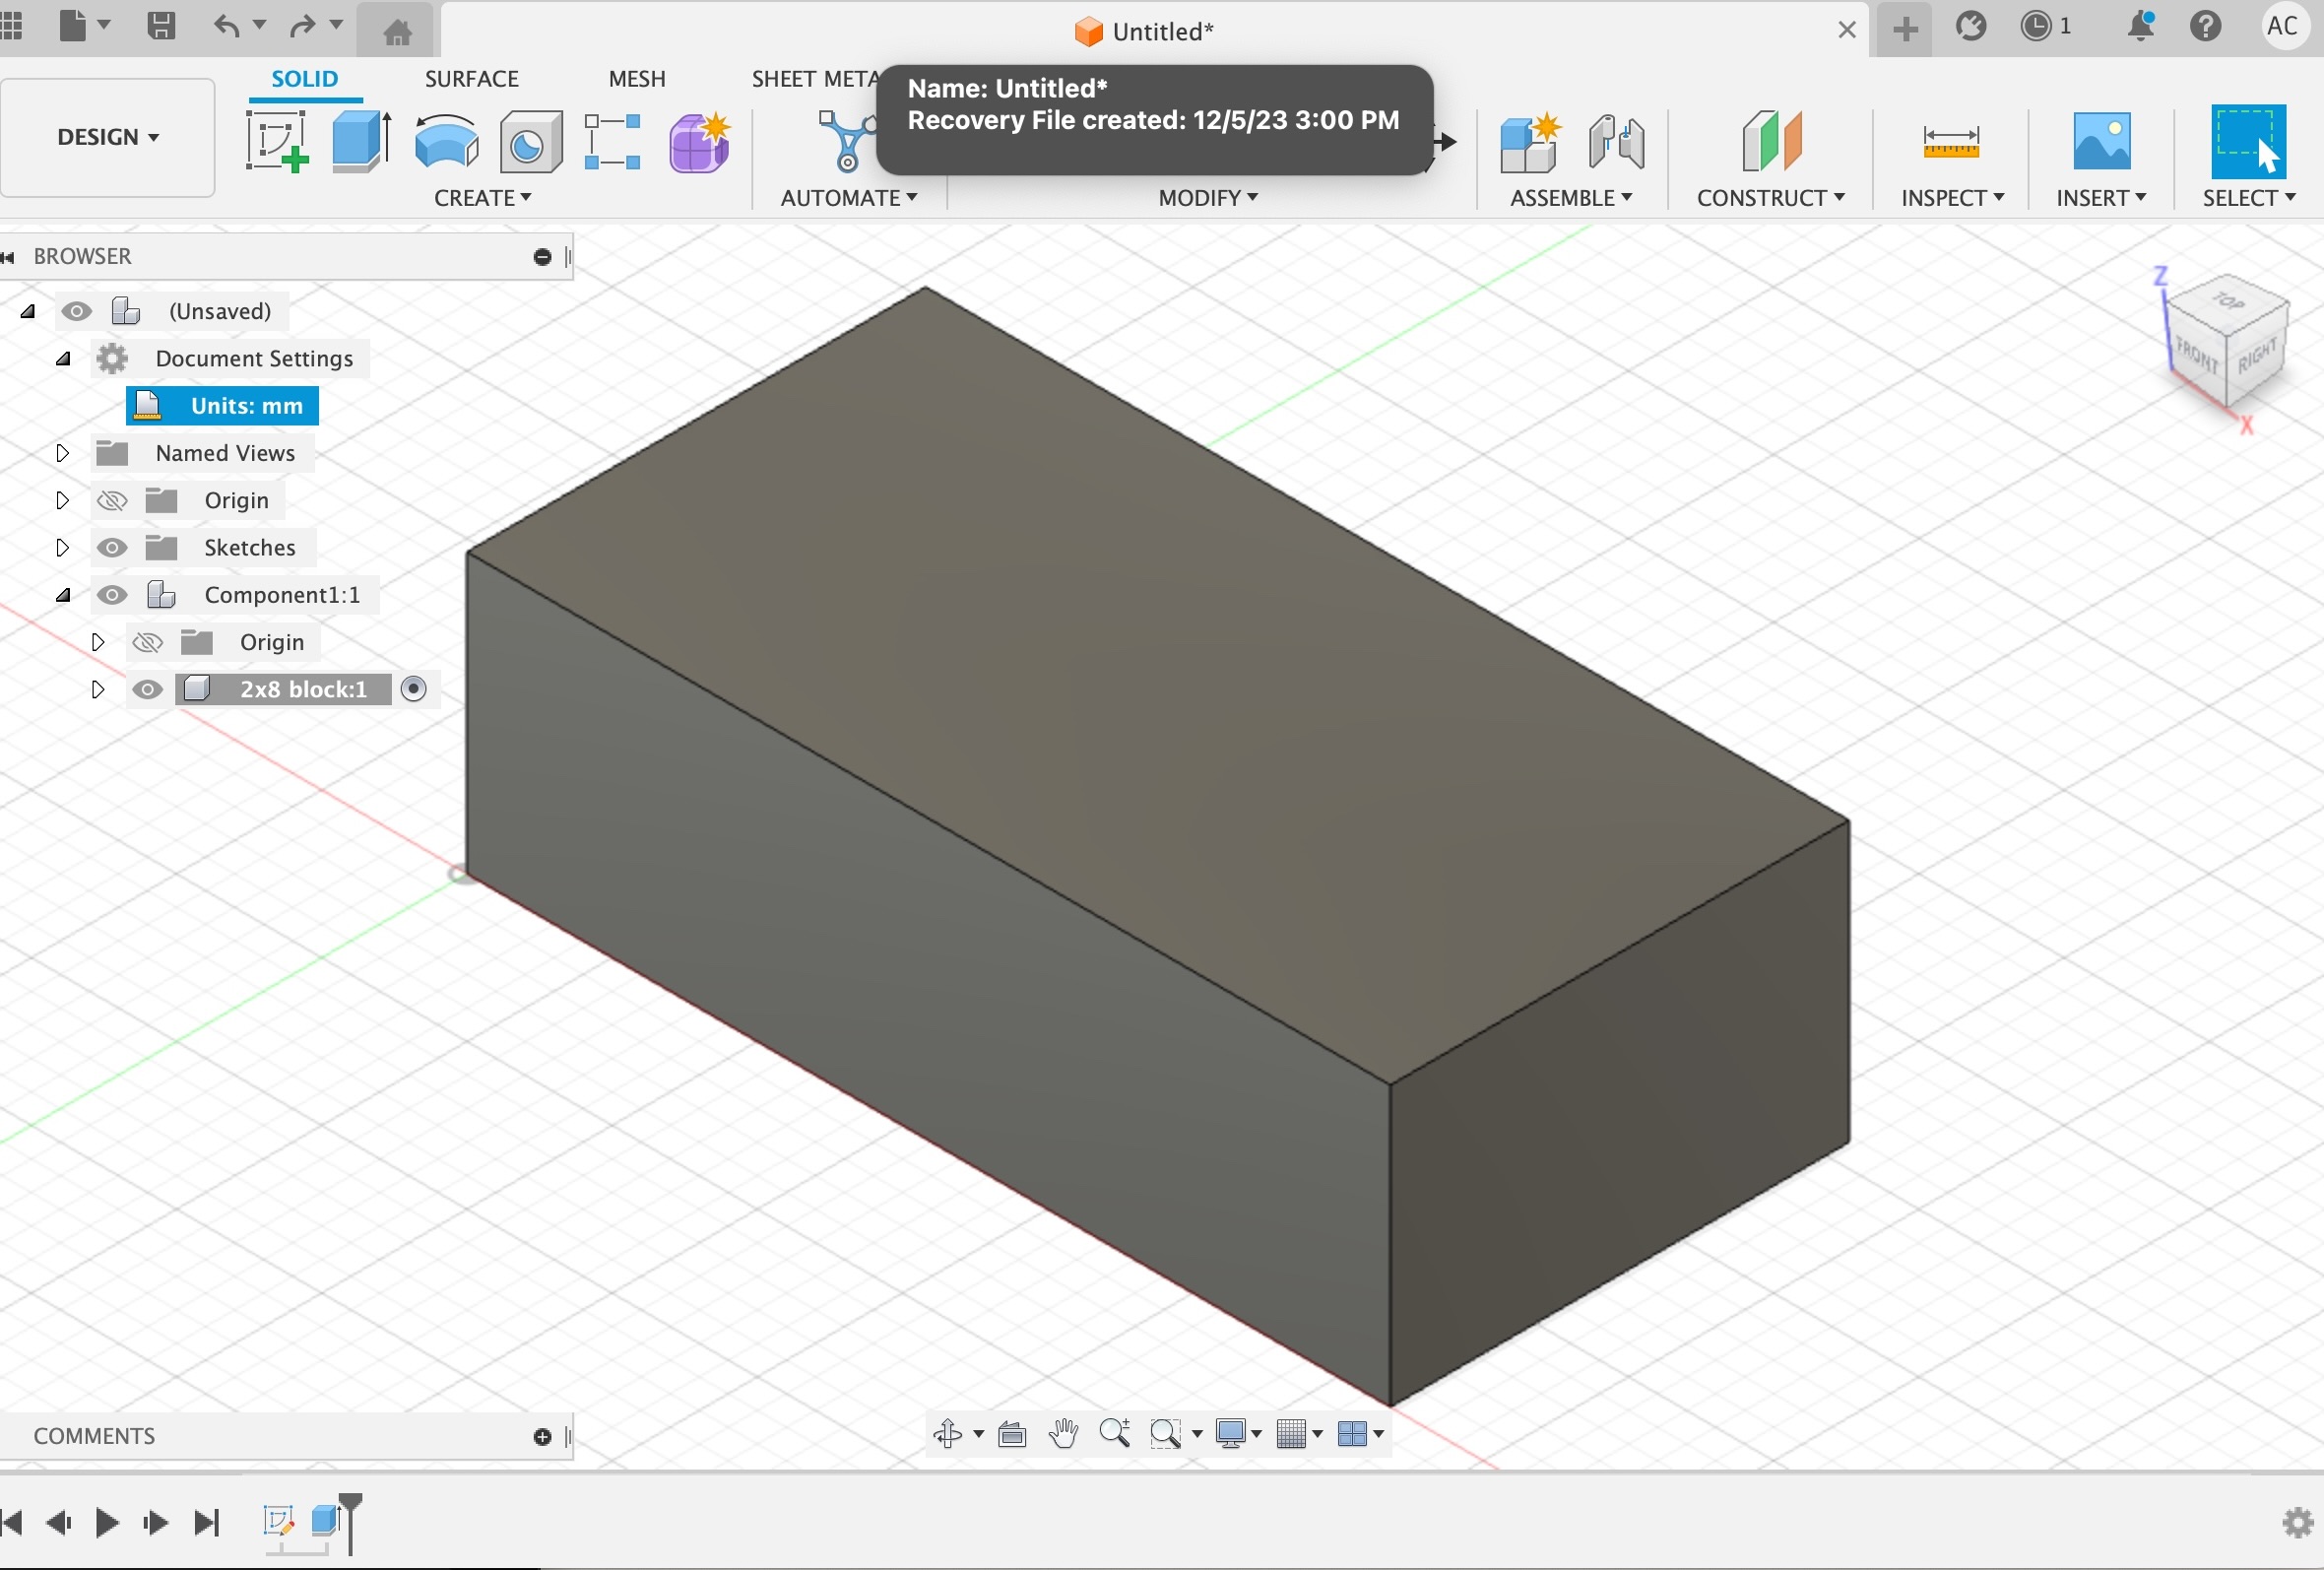 Untitled*
1
AC
DESIGN
SOLID
SURFACE
MESH
SHEET META
Name: Untitled*
Recovery File created: 12/5/23 3:00 PM
CREATE
AUTOMATE
MODIFY
ASSEMBLE
CONSTRUCT
INSPECT
INSERT
SELECT
BROWSER
(Unsaved)
Document Settings
Units: mm
Named Views
Origin
Sketches
Component1:1
Origin
2x8 block:1
Z
TOP
FRONT
RIGHT
X
COMMENTS